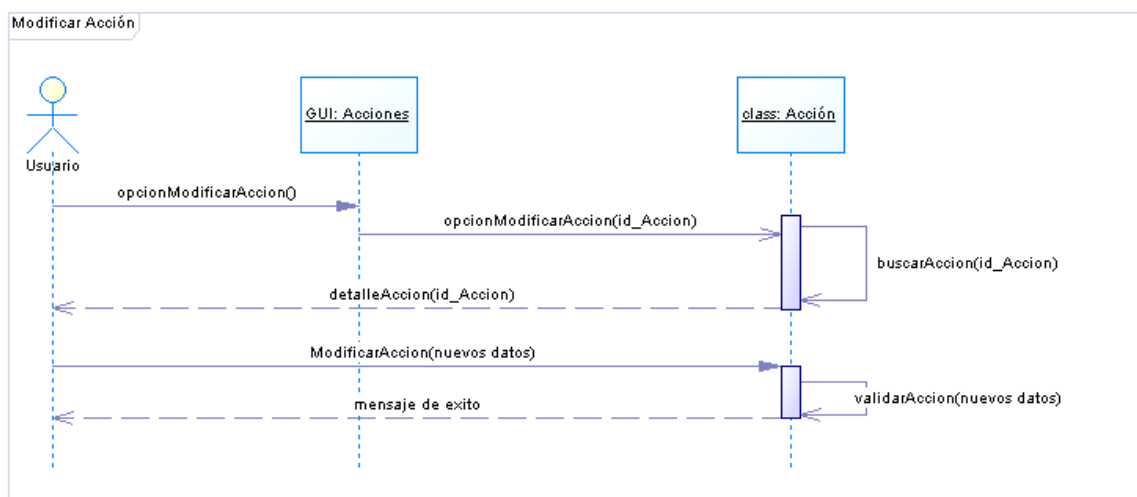 Modificar Acción
GUI: Acciones
class: Acción
Usuario
opcionModificarAccion()
opcionModificarAccion(id_Accion)
buscarAccion(id_Accion)
detalleAccion(id_Accion)
ModificarAccion(nuevos datos)
validarAccion(nuevos datos)
mensaje de exito